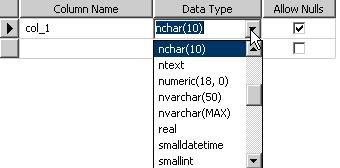 Column Name Data Type Allow Nulls
col_1 nchar(10)
nchar(10)
ntext
numeric(18, 0)
nvarchar(50)
nvarchar(MAX)
real
smalldatetime
smallint